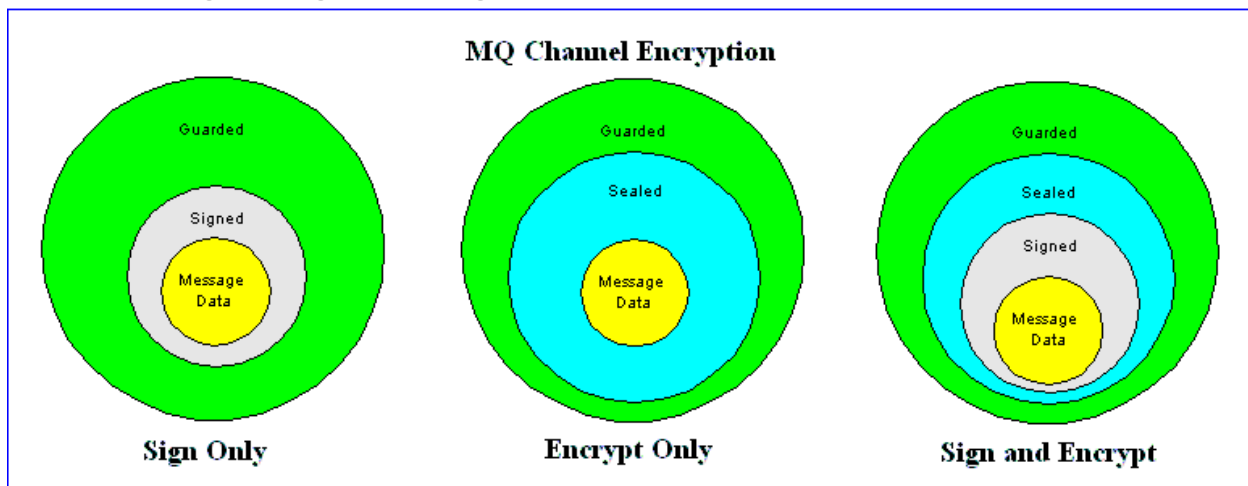 MQ Channel Encryption
Guarded
Signed
Message
Data
Sign Only
Guarded
Sealed
Message
Data
Encrypt Only
Guarded
Sealed
Signed
Message
Data
Sign and Encrypt